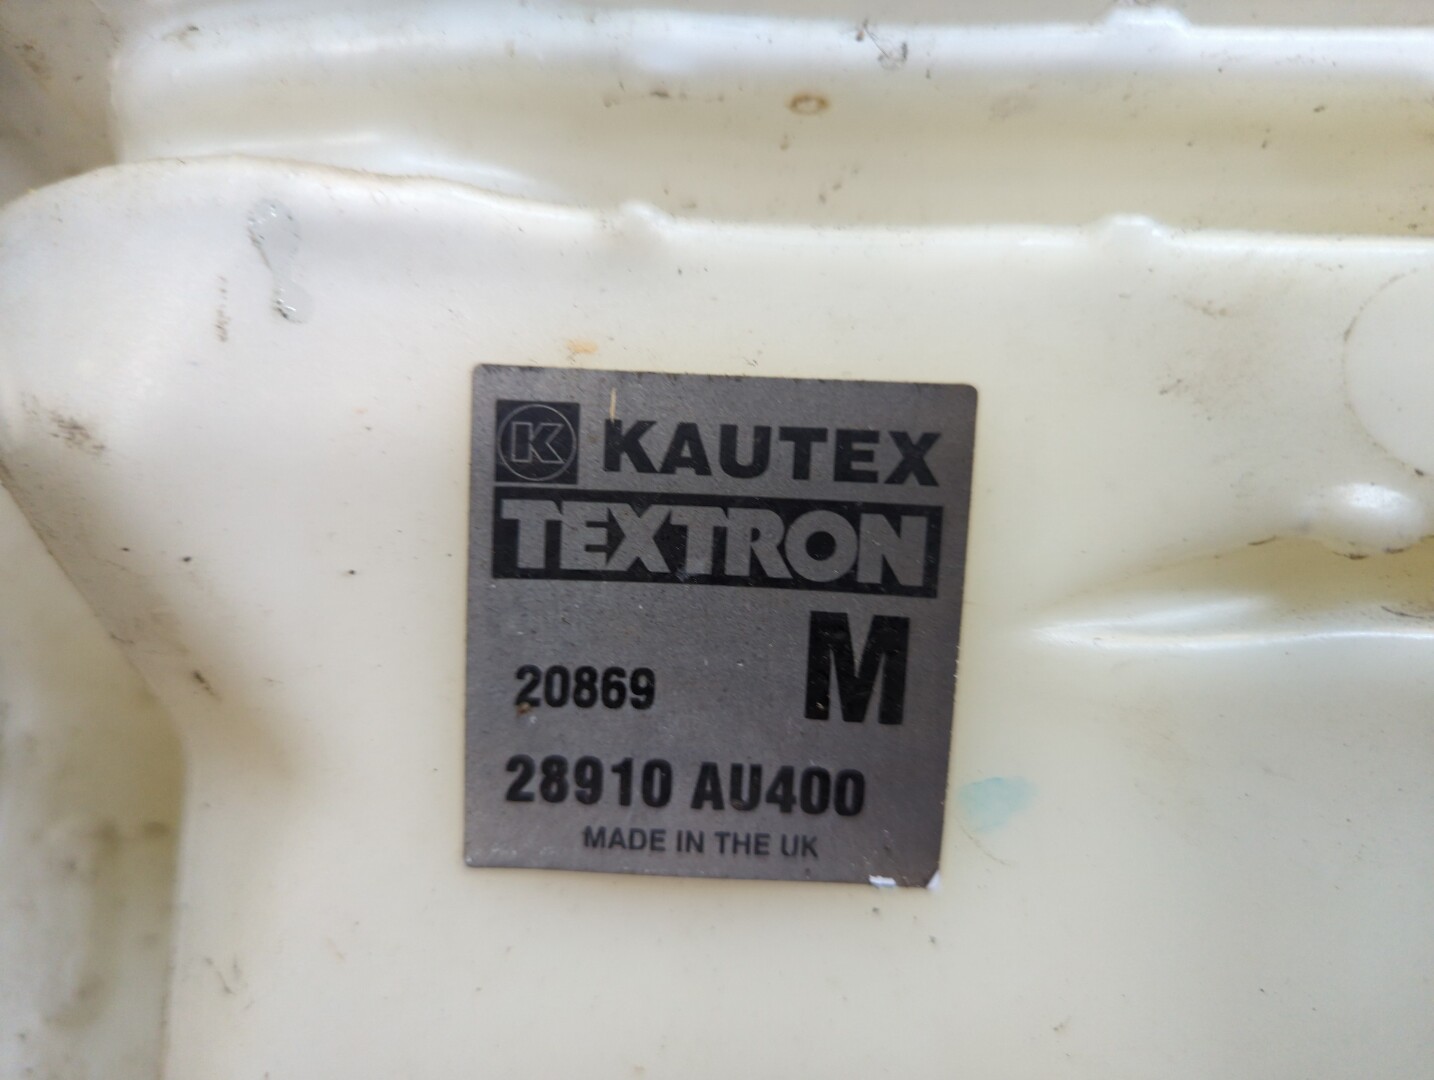 K KAUTEX
TEXTRON
M
20869
28910 AU400
MADE IN THE UK